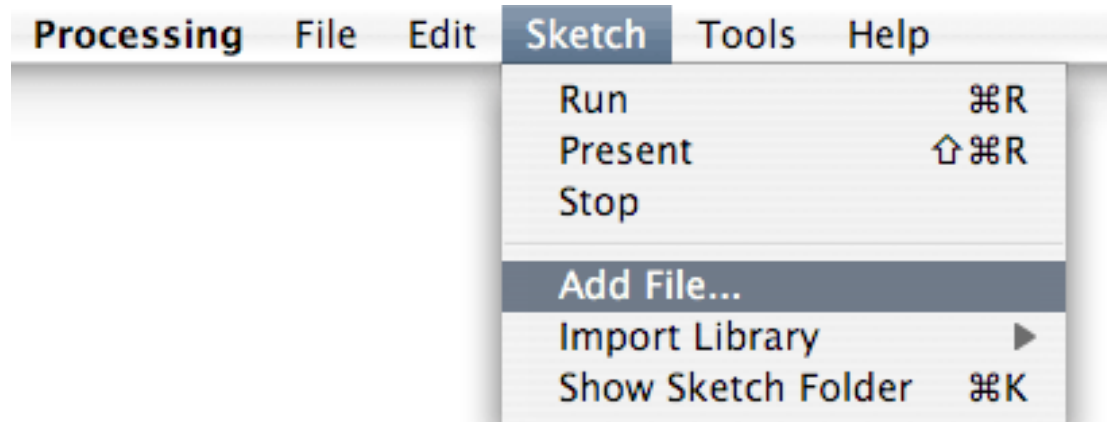 Processing File Edit Sketch Tools Help
Run ⌘R
Present ⇧⌘R
Stop
Add File...
Import Library ▶
Show Sketch Folder ⌘K